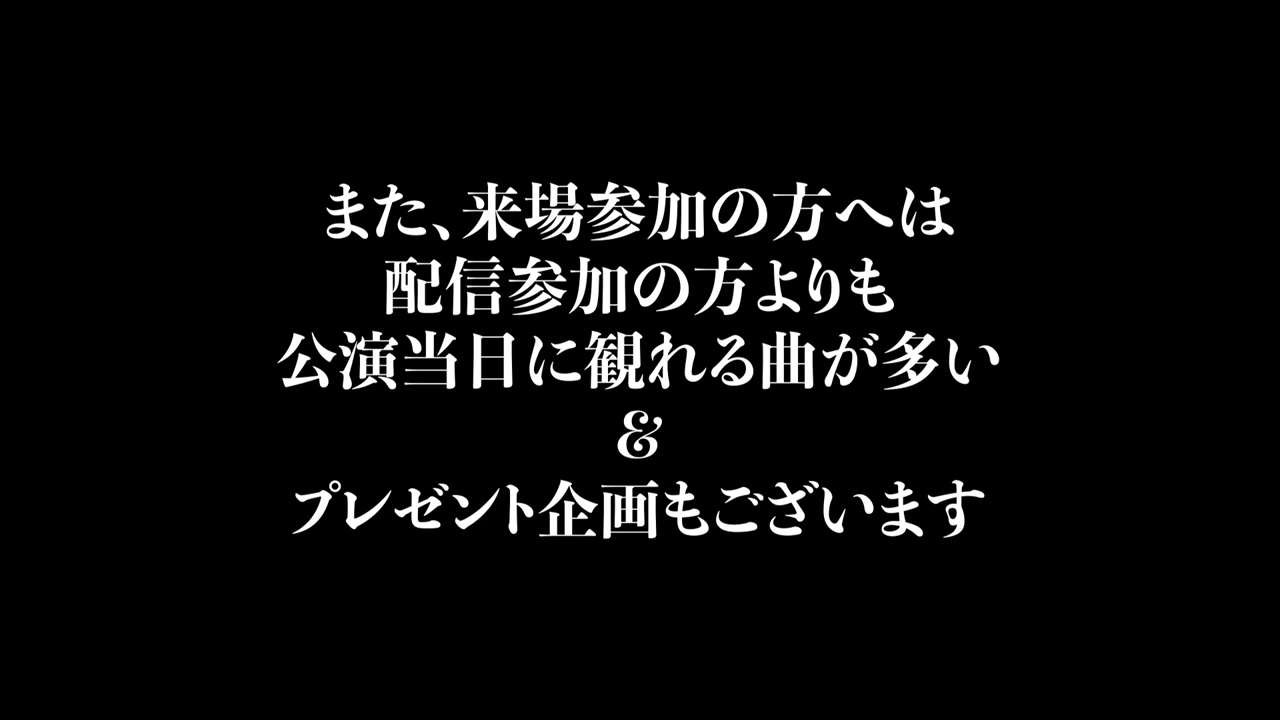 また、来場参加の方へは
配信参加の方よりも
公演当日に観れる曲が多い
&
プレゼント企画もございます